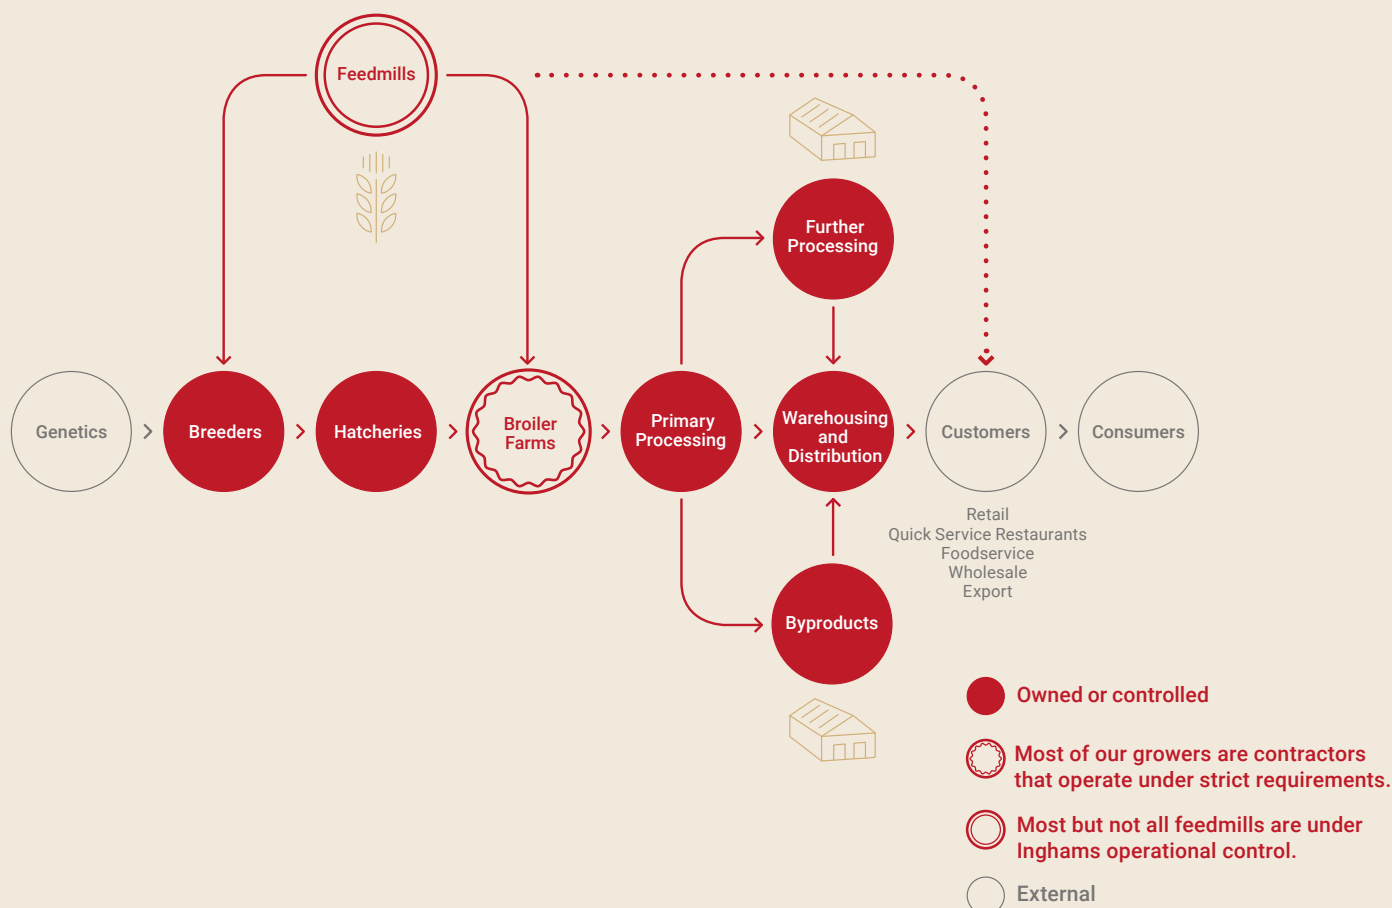 Feedmills
Further
Processing
Genetics
Breeders
Hatcheries
Broiler
Farms
Primary
Processing
Warehousing
and
Distribution
Customers
Consumers
Retail
Quick Service Restaurants
Foodservice
Wholesale
Export
Byproducts
Owned or controlled
Most of our growers are contractors
that operate under strict requirements.
Most but not all feedmills are under
Inghams operational control.
External